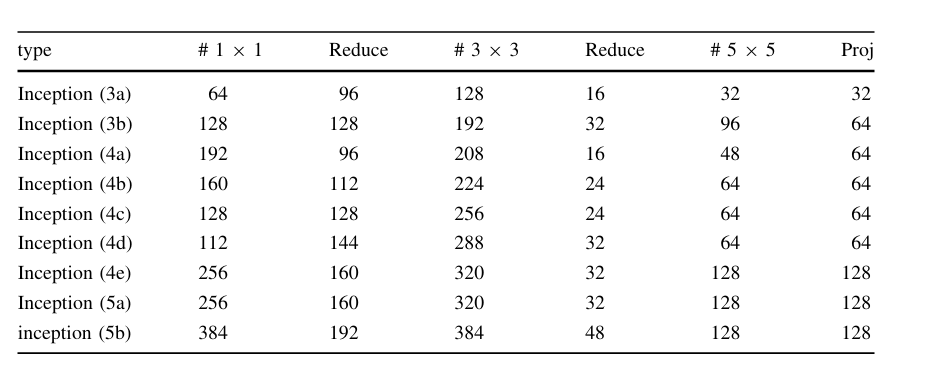 type # 1 × 1 Reduce # 3 × 3 Reduce # 5 × 5 Proj
Inception (3a) 64 96 128 16 32 32
Inception (3b) 128 128 192 32 96 64
Inception (4a) 192 96 208 16 48 64
Inception (4b) 160 112 224 24 64 64
Inception (4c) 128 128 256 24 64 64
Inception (4d) 112 144 288 32 64 64
Inception (4e) 256 160 320 32 128 128
Inception (5a) 256 160 320 32 128 128
inception (5b) 384 192 384 48 128 128